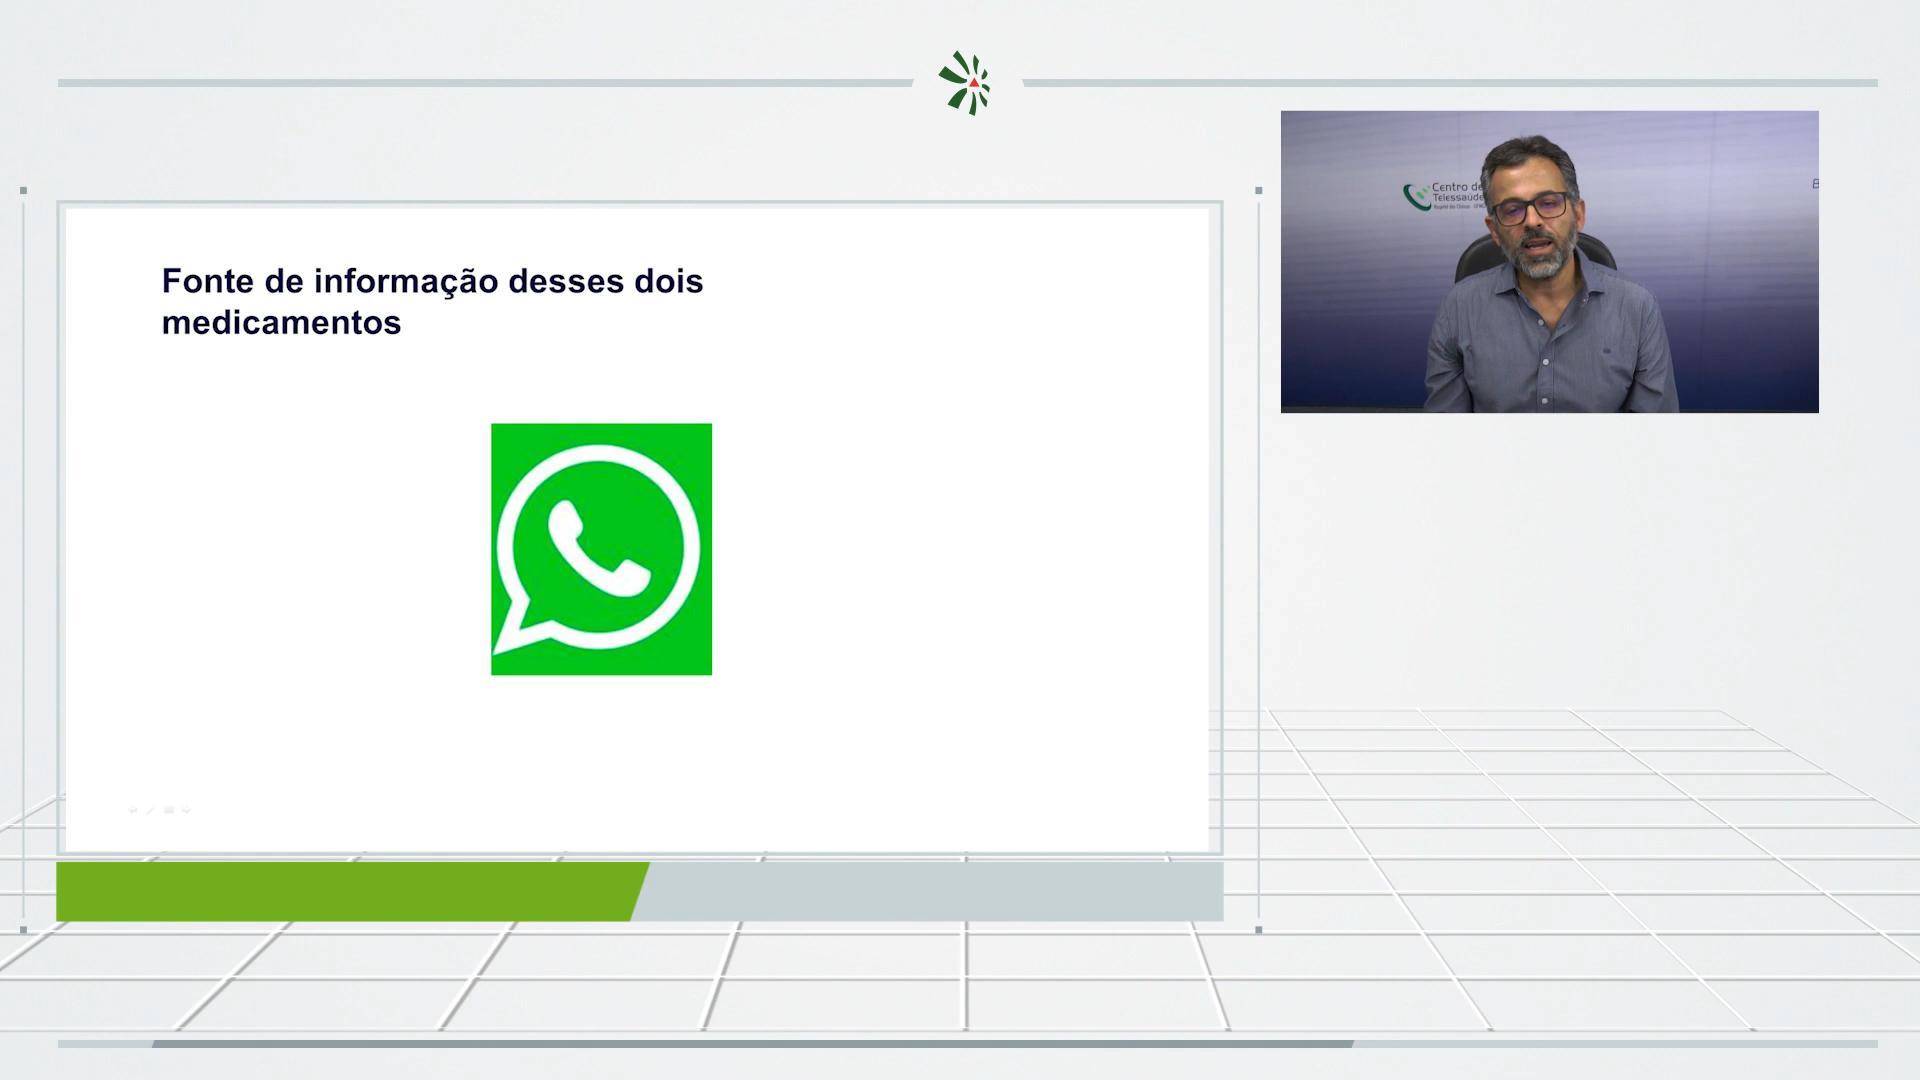 Fonte de informação desses dois
medicamentos
Centro de
Telessaúde